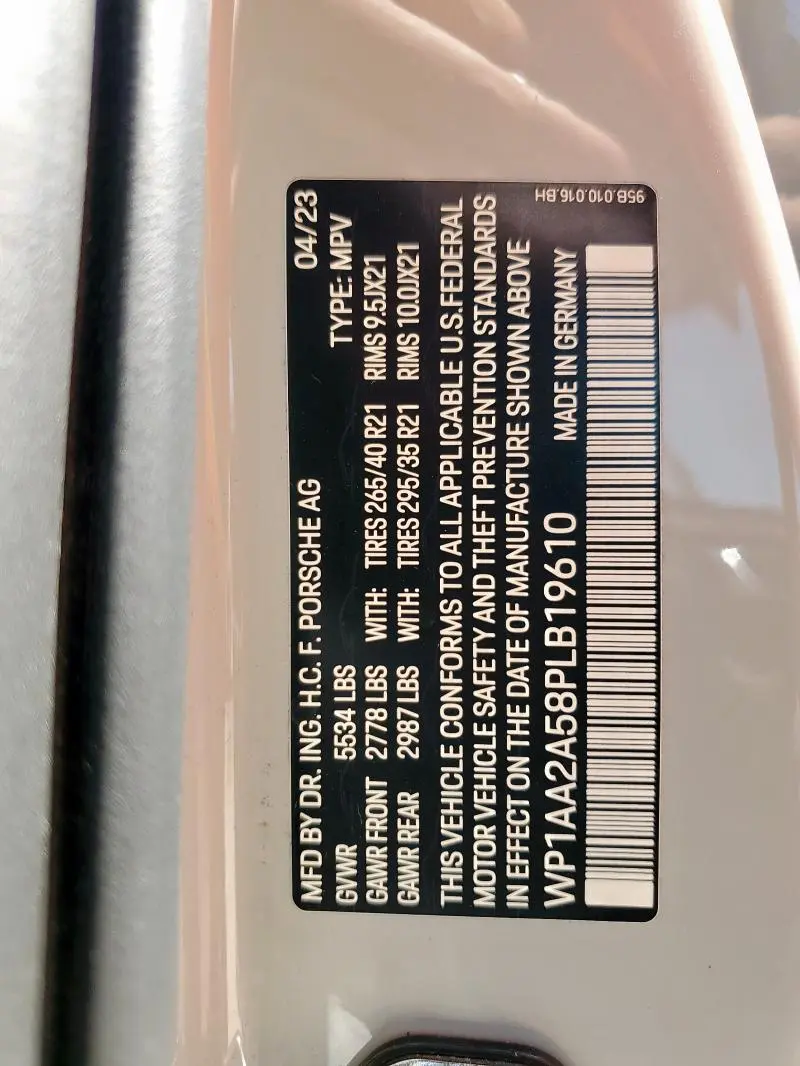 MFD BY DR. ING. H.C. F. PORSCHE AG 04/23
GVWR 5534 LBS TYPE: MPV
GAWR FRONT 2778 LBS WITH: TIRES 265/40 R21 RIMS 9.5JX21
GAWR REAR 2987 LBS WITH: TIRES 295/35 R21 RIMS 10.0JX21
THIS VEHICLE CONFORMS TO ALL APPLICABLE U.S.FEDERAL
MOTOR VEHICLE SAFETY AND THEFT PREVENTION STANDARDS
IN EFFECT ON THE DATE OF MANUFACTURE SHOWN ABOVE
WP1AA2A58PLB19610 MADE IN GERMANY
95B.010.016.BH